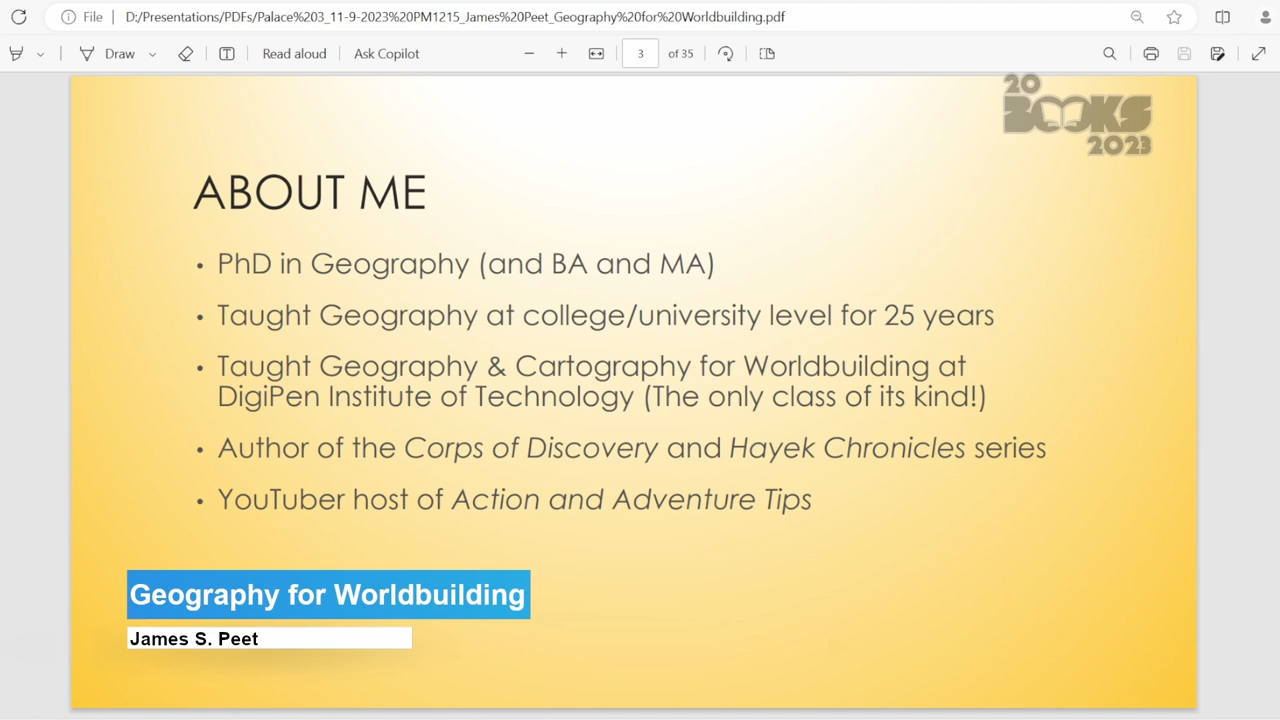 File
D:/Presentations/PDFs/Palace%203_11-9-2023%20PM1215_James%20Peet_Geography%20for%20Worldbuilding.pdf
Draw
Read aloud
Ask Copilot
3
of 35
20
BOOKS
2023
ABOUT ME
• PhD in Geography (and BA and MA)
• Taught Geography at college/university level for 25 years
• Taught Geography & Cartography for Worldbuilding at
DigiPen Institute of Technology (The only class of its kind!)
• Author of the Corps of Discovery and Hayek Chronicles series
• YouTuber host of Action and Adventure Tips
Geography for Worldbuilding
James S. Peet